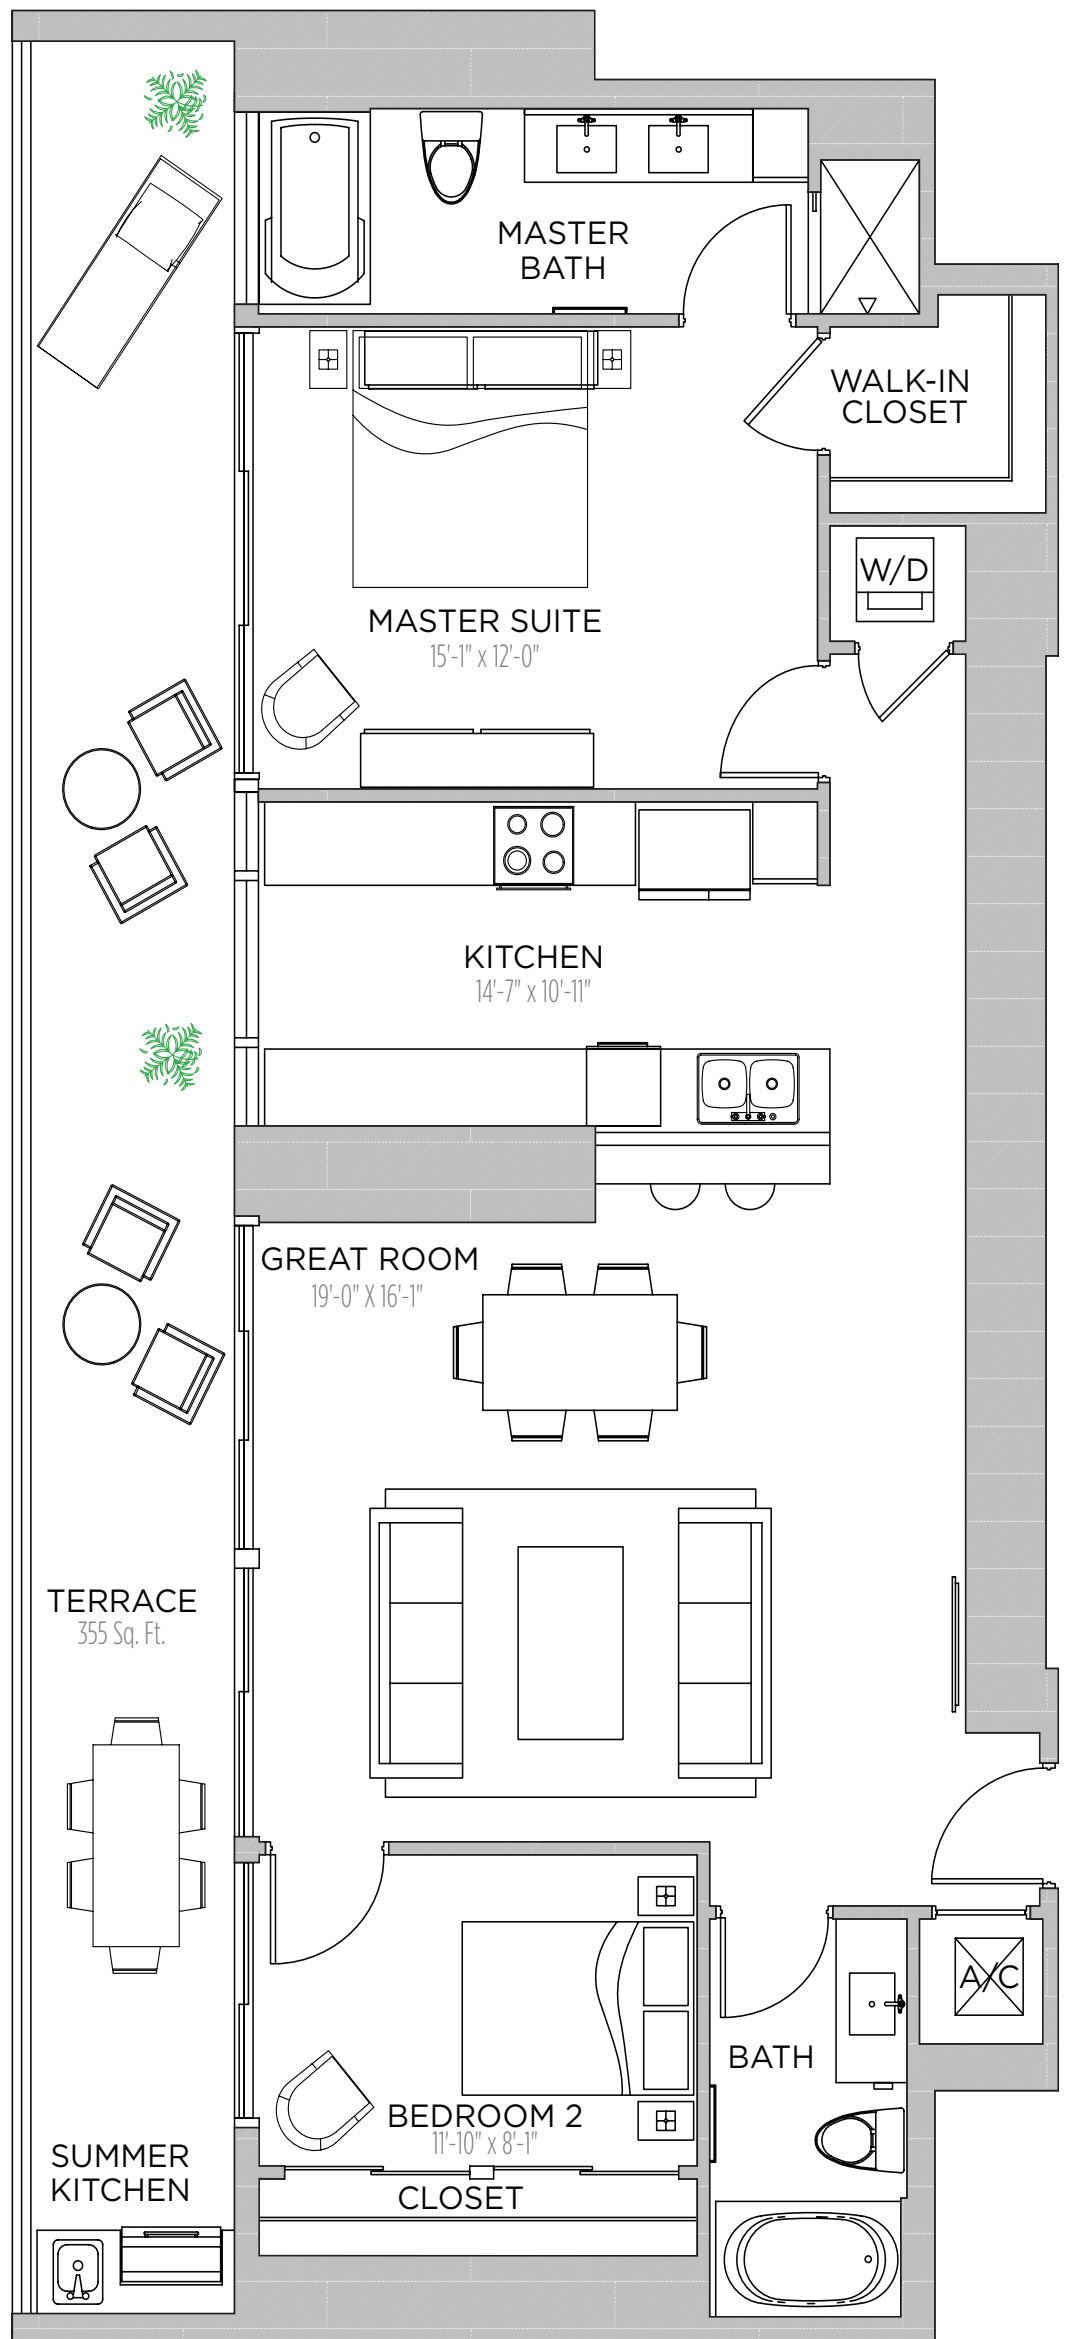 MASTER
BATH
WALK-IN
CLOSET
W/D
MASTER SUITE
15'-1" x 12'-0"
KITCHEN
14'-7" x 10'-11"
GREAT ROOM
19'-0" X 16'-1"
TERRACE
355 Sq. Ft.
A/C
BATH
BEDROOM 2
11'-10" x 8'-1"
SUMMER
KITCHEN
CLOSET